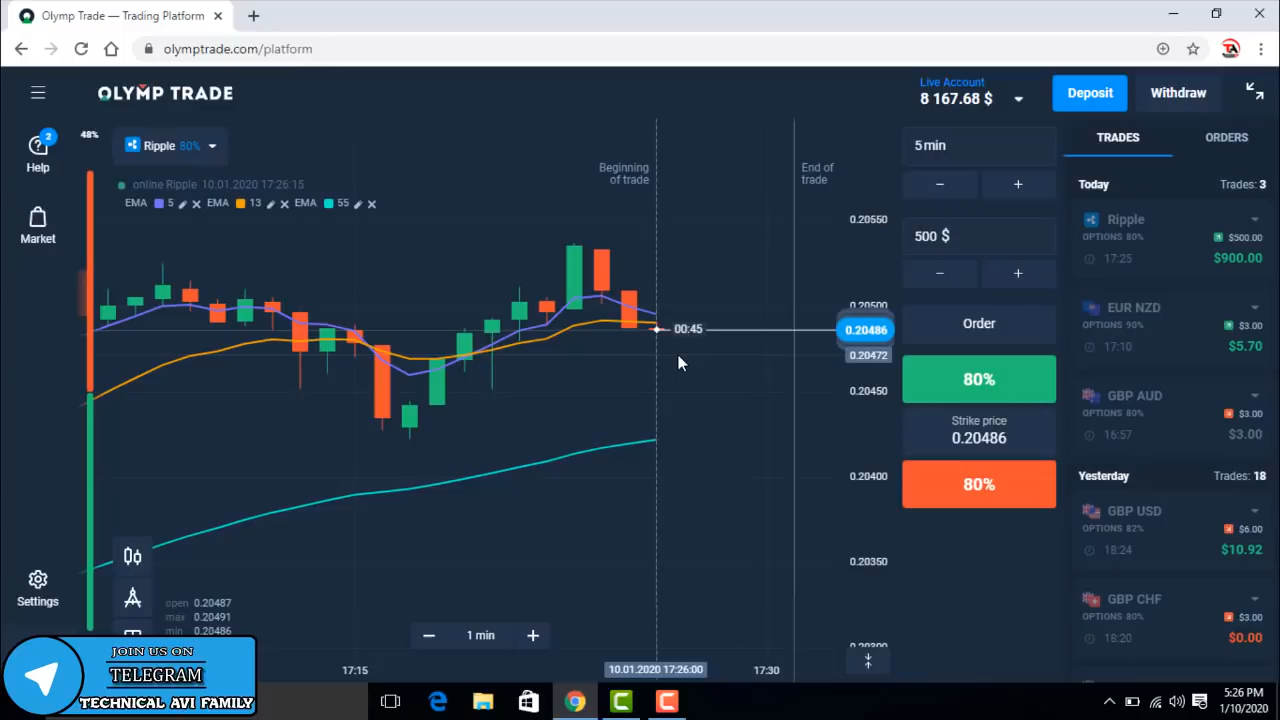 Olymp Trade — Trading Platform
olymptrade.com/platform
OLYMP TRADE
Live Account
8 167.68 $
Deposit
Withdraw
2
Help
Market
Settings
48%
Ripple 80%
online Ripple 10.01.2020 17:26:15
EMA 5 EMA 13 EMA 55
Beginning
of trade
End of
trade
0.20550
0.20500
0.20486
0.20472
0.20450
0.20400
0.20350
0.20300
00:45
open 0.20487
max 0.20491
min 0.20486
1 min
17:15
10.01.2020 17:26:00
17:30
5 min
500 $
Order
80%
Strike price
0.20486
80%
TRADES
ORDERS
Today
Trades: 3
Ripple
OPTIONS 80%
$500.00
17:25
$900.00
EUR NZD
OPTIONS 90%
$3.00
17:10
$5.70
GBP AUD
OPTIONS 80%
$3.00
16:57
$3.00
Yesterday
Trades: 18
GBP USD
OPTIONS 82%
$6.00
18:24
$10.92
GBP CHF
OPTIONS 80%
$3.00
18:20
$0.00
JOIN US ON
TELEGRAM
TECHNICAL AVI FAMILY
5:26 PM
1/10/2020